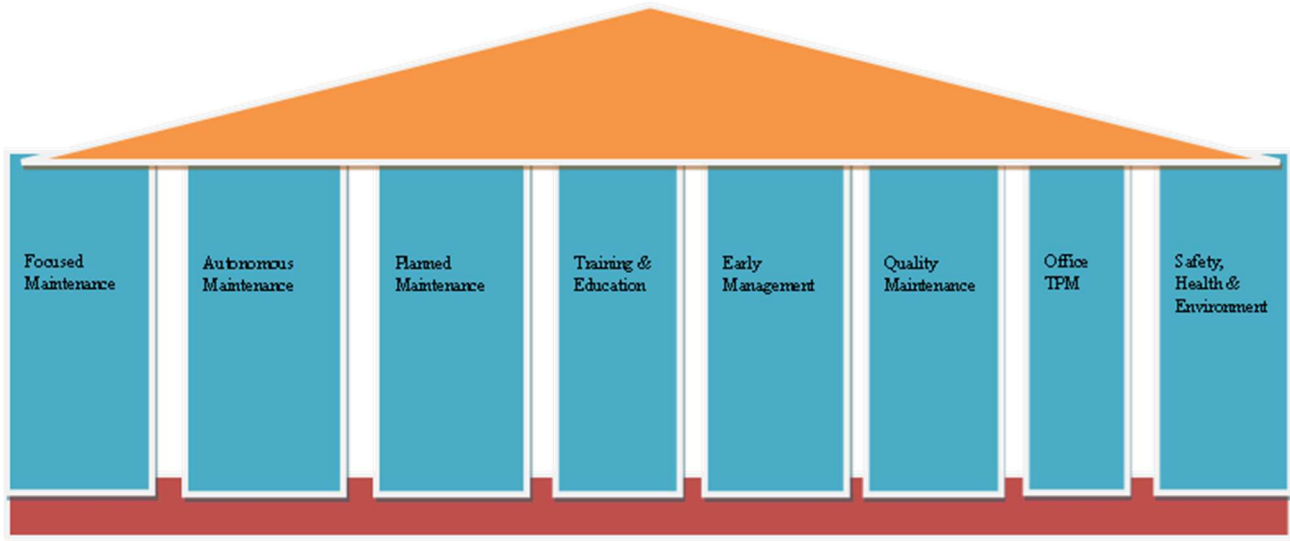 Focused
Maintenance
Autonomous
Maintenance
Planned
Maintenance
Training &
Education
Early
Management
Quality
Maintenance
Office
TPM
Safety,
Health &
Environment